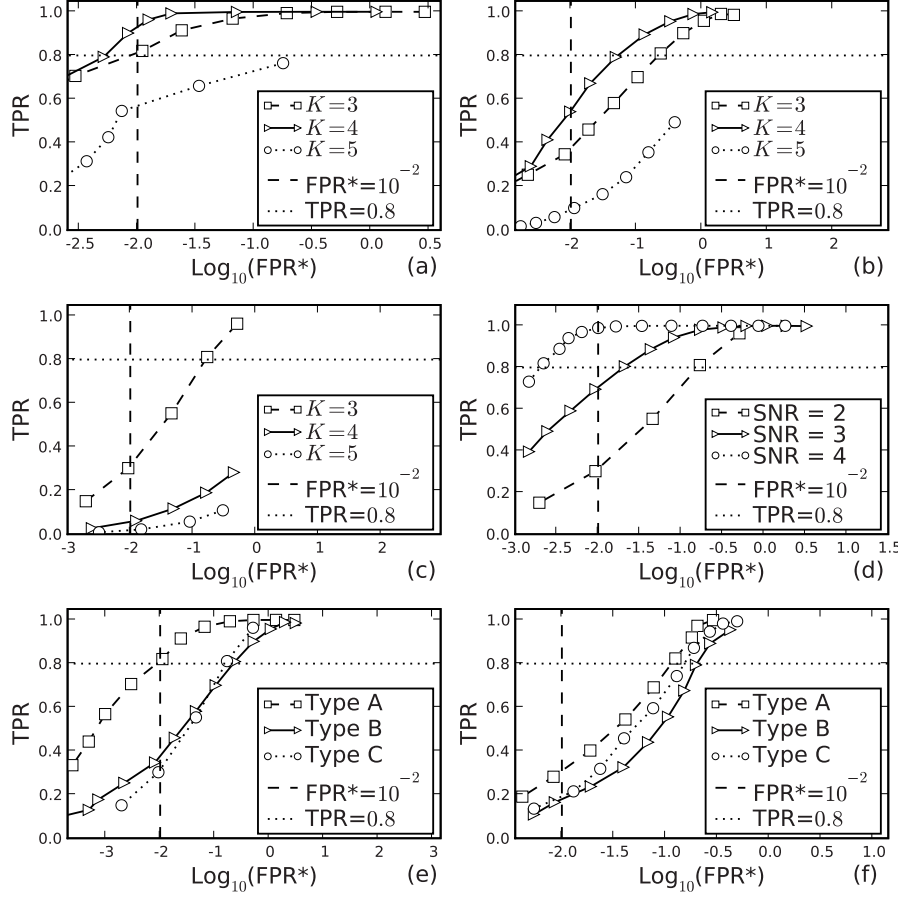 1.0
0.8
0.6
0.4
0.2
0.0
TPR
K=3
K=4
K=5
FPR*=10⁻²
TPR=0.8
-2.5 -2.0 -1.5 -1.0 -0.5 0.0 0.5
Log₁₀(FPR*) (a)
1.0
0.8
0.6
0.4
0.2
0.0
TPR
K=3
K=4
K=5
FPR*=10⁻²
TPR=0.8
-2 -1 0 1 2
Log₁₀(FPR*) (b)
1.0
0.8
0.6
0.4
0.2
0.0
TPR
K=3
K=4
K=5
FPR*=10⁻²
TPR=0.8
-3 -2 -1 0 1 2
Log₁₀(FPR*) (c)
1.0
0.8
0.6
0.4
0.2
0.0
TPR
SNR = 2
SNR = 3
SNR = 4
FPR*=10⁻²
TPR=0.8
-3.0 -2.5 -2.0 -1.5 -1.0 -0.5 0.0 0.5 1.0 1.5
Log₁₀(FPR*) (d)
1.0
0.8
0.6
0.4
0.2
0.0
TPR
Type A
Type B
Type C
FPR*=10⁻²
TPR=0.8
-3 -2 -1 0 1 2 3
Log₁₀(FPR*) (e)
1.0
0.8
0.6
0.4
0.2
0.0
TPR
Type A
Type B
Type C
FPR*=10⁻²
TPR=0.8
-2.0 -1.5 -1.0 -0.5 0.0 0.5 1.0
Log₁₀(FPR*) (f)